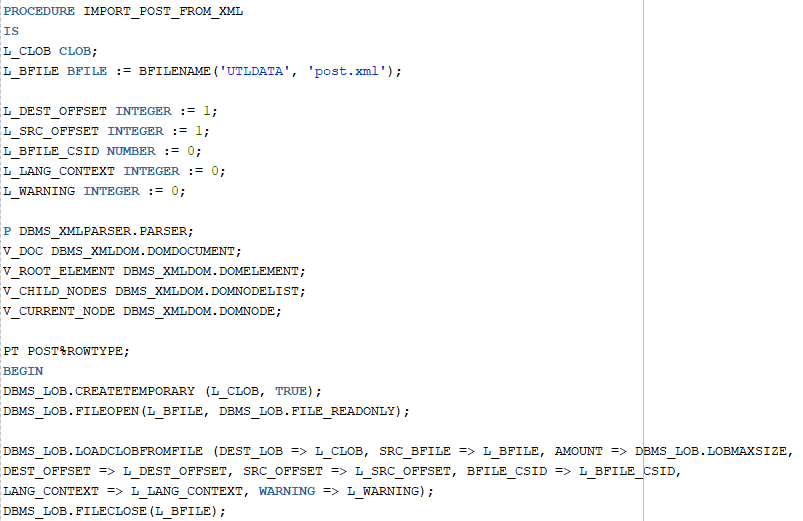 PROCEDURE IMPORT_POST_FROM_XML
IS
L_CLOB CLOB;
L_BFILE BFILE := BFILENAME('UTLDATA', 'post.xml');
L_DEST_OFFSET INTEGER := 1;
L_SRC_OFFSET INTEGER := 1;
L_BFILE_CSID NUMBER := 0;
L_LANG_CONTEXT INTEGER := 0;
L_WARNING INTEGER := 0;
P DBMS_XMLPARSER.PARSER;
V_DOC DBMS_XMLDOM.DOMDOCUMENT;
V_ROOT_ELEMENT DBMS_XMLDOM.DOMELEMENT;
V_CHILD_NODES DBMS_XMLDOM.DOMNODELIST;
V_CURRENT_NODE DBMS_XMLDOM.DOMNODE;
PT POST%ROWTYPE;
BEGIN
DBMS_LOB.CREATETEMPORARY (L_CLOB, TRUE);
DBMS_LOB.FILEOPEN(L_BFILE, DBMS_LOB.FILE_READONLY);
DBMS_LOB.LOADCLOBFROMFILE (DEST_LOB => L_CLOB, SRC_BFILE => L_BFILE, AMOUNT => DBMS_LOB.LOBMAXSIZE,
DEST_OFFSET => L_DEST_OFFSET, SRC_OFFSET => L_SRC_OFFSET, BFILE_CSID => L_BFILE_CSID,
LANG_CONTEXT => L_LANG_CONTEXT, WARNING => L_WARNING);
DBMS_LOB.FILECLOSE(L_BFILE);